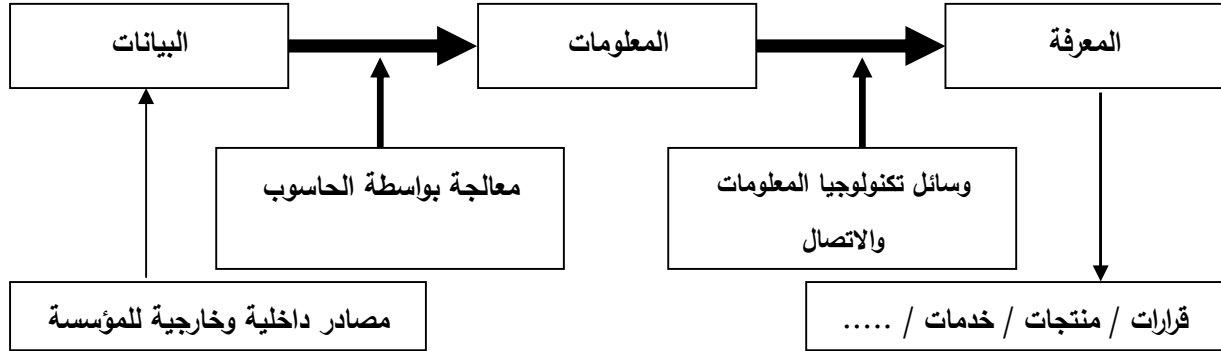 البيانات
المعلومات
المعرفة
معالجة بواسطة الحاسوب
وسائل تكنولوجيا المعلومات
والاتصال
مصادر داخلية وخارجية للمؤسسة
قرارات / منتجات / خدمات / .....